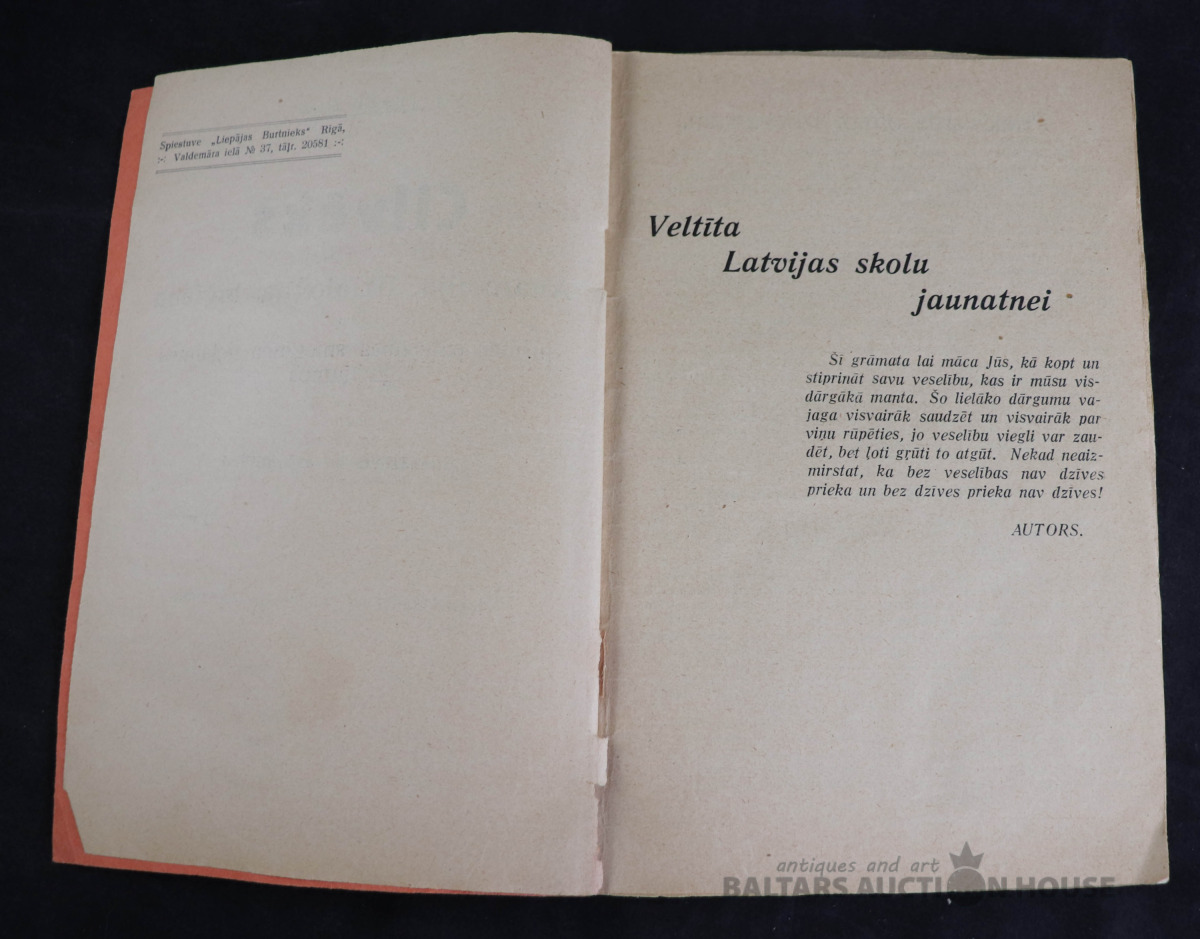 Spiestuve „Liepājas Burtnieks“ Rīgā,
:-: Valdemāra ielā № 37, tāļr. 20581 :-:
Veltīta
Latvijas skolu
jaunatnei
Šī grāmata lai māca Jūs, kā kopt un
stiprināt savu veselību, kas ir mūsu vis-
dārgākā manta. Šo lielāko dārgumu va-
jaga visvairāk saudzēt un visvairāk par
viņu rūpēties, jo veselību viegli var zau-
dēt, bet ļoti grūti to atgūt. Nekad neaiz-
mirstat, ka bez veselības nav dzīves
prieka un bez dzīves prieka nav dzīves!
AUTORS.
antiques and art
BALTARS AUCTION HOUSE